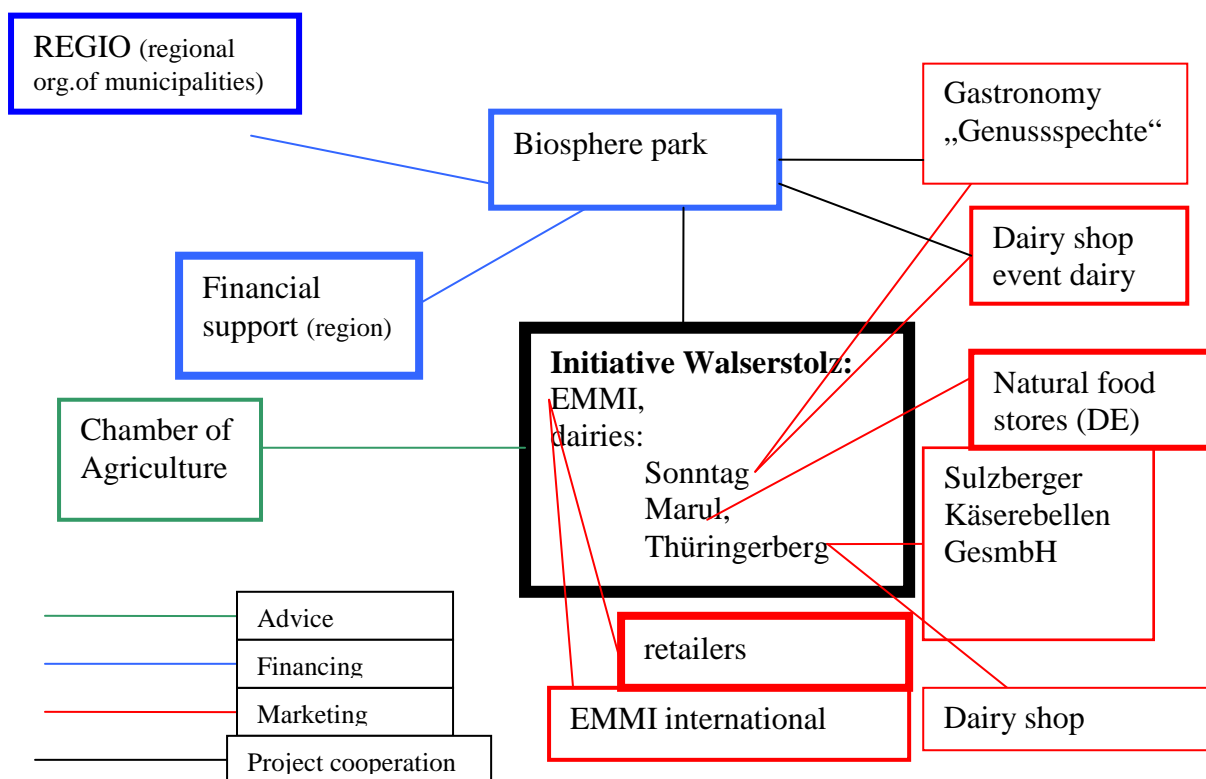 REGIO (regional
org.of municipalities)
Gastronomy
„Genussspechte“
Biosphere park
Dairy shop
event dairy
Financial
support (region)
Initiative Walserstolz:
EMMI,
dairies:
Sonntag
Marul,
Thüringerberg
Natural food
stores (DE)
Chamber of
Agriculture
Sulzberger
Käserebellen
GesmbH
retailers
EMMI international
Dairy shop
Advice
Financing
Marketing
Project cooperation